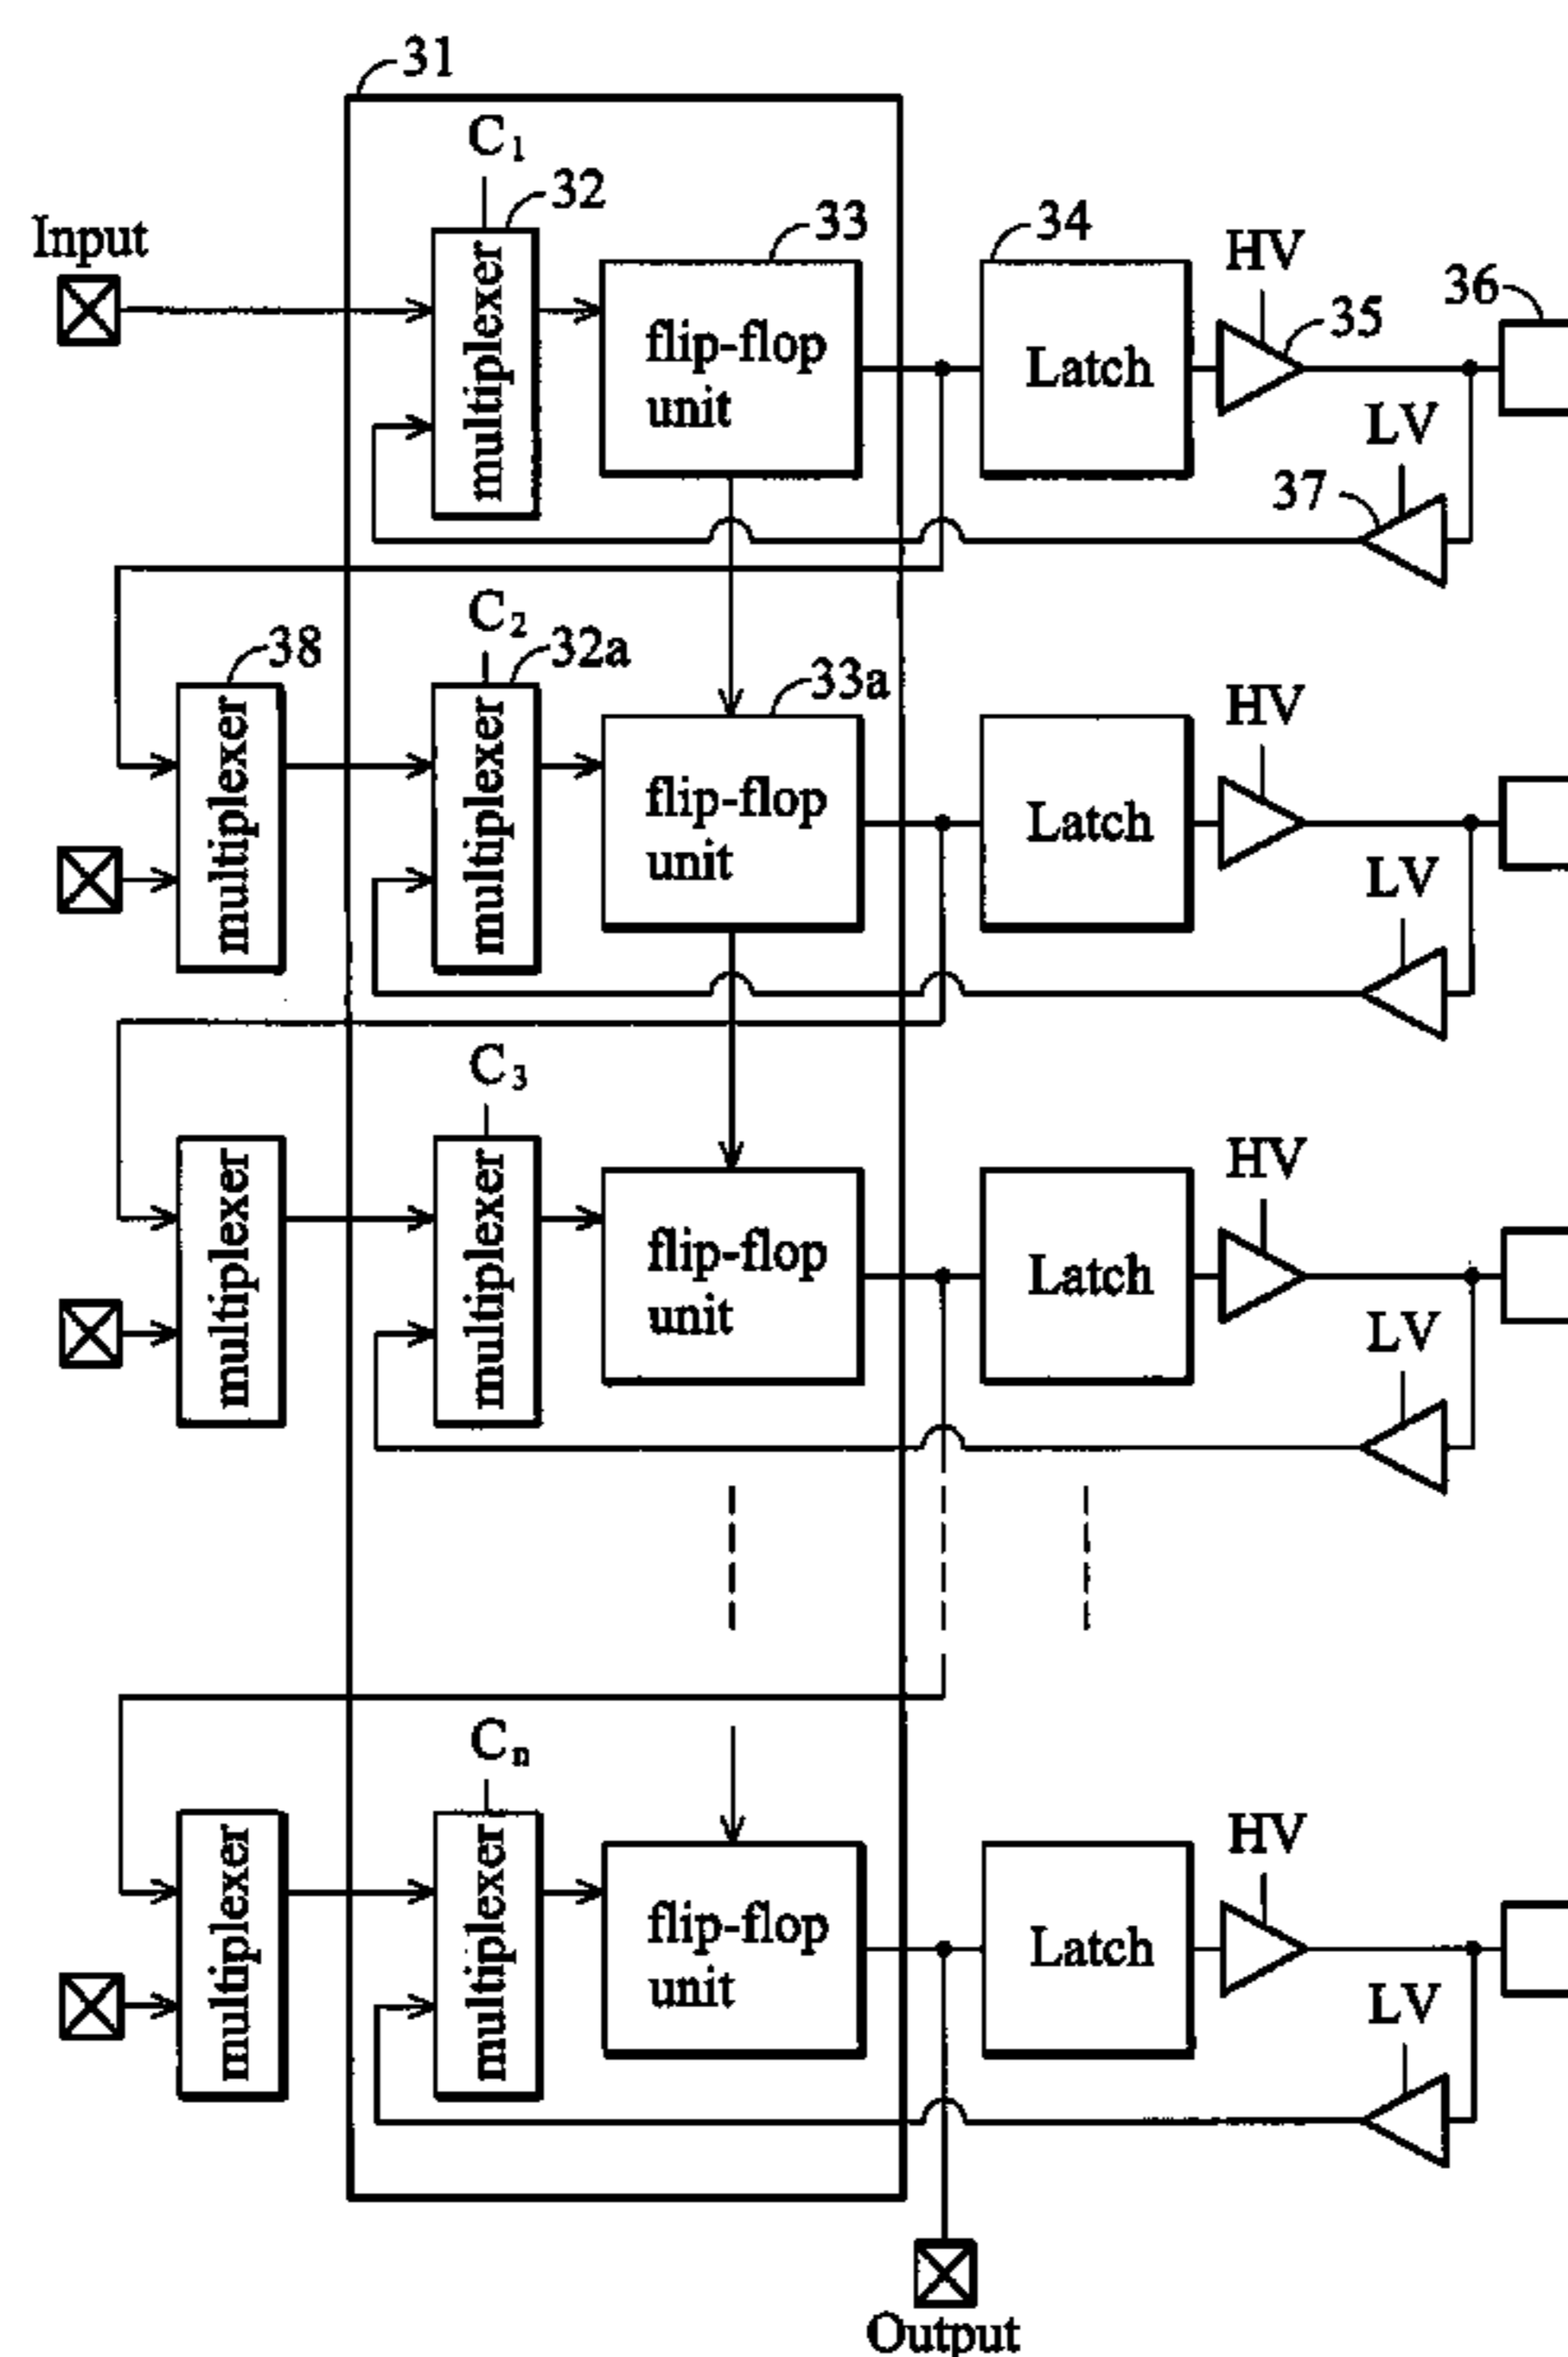 31
C1
32
Input
multiplexer
33
flip-flop
unit
34
Latch
HV
35
36
LV
37
C2
38
multiplexer
32a
multiplexer
33a
flip-flop
unit
Latch
HV
LV
C3
multiplexer
multiplexer
flip-flop
unit
Latch
HV
LV
Cn
multiplexer
multiplexer
flip-flop
unit
Latch
HV
LV
Output